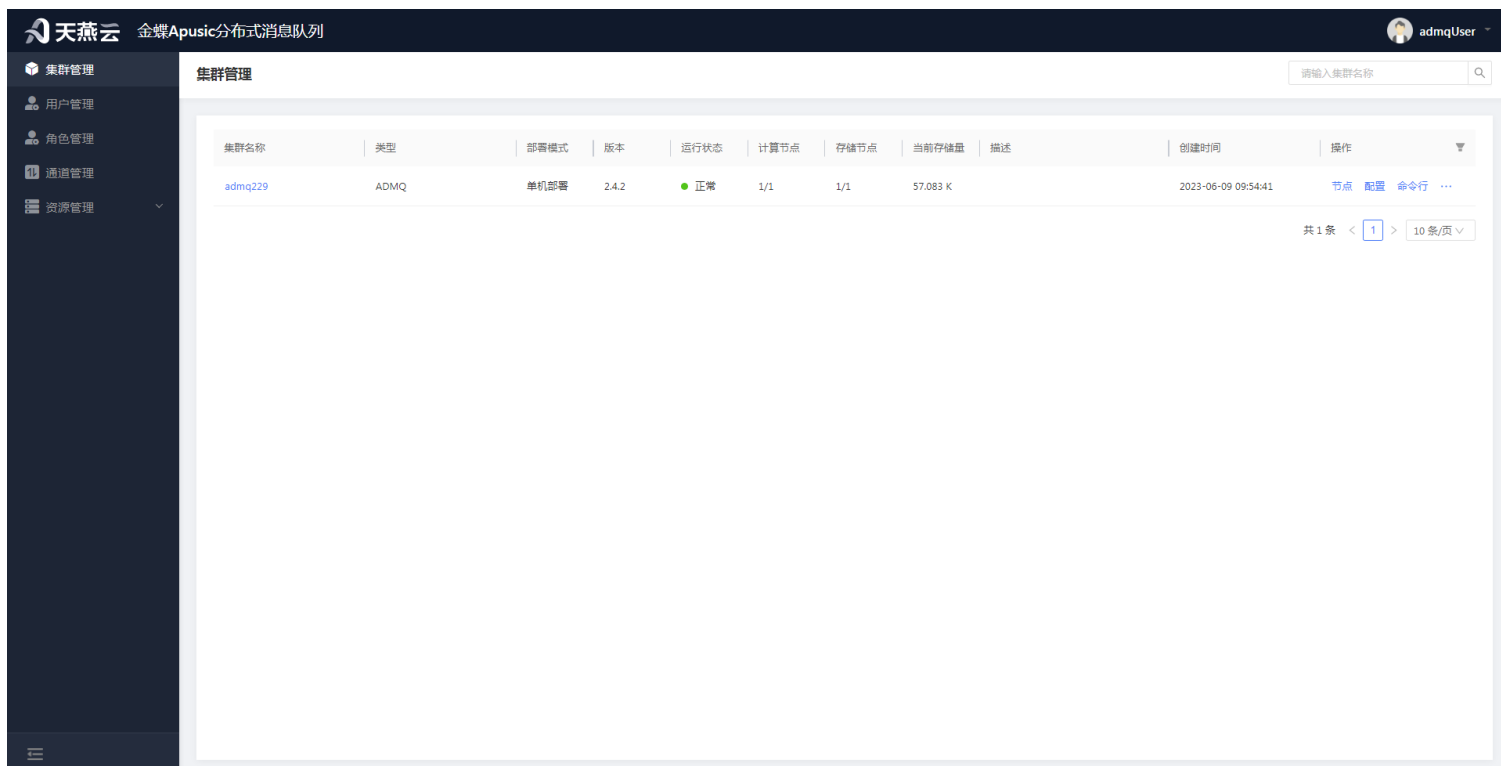 天燕云 金蝶Apusic分布式消息队列 admqUser
集群管理
用户管理
角色管理
通道管理
资源管理
集群管理 请输入集群名称
集群名称 类型 部署模式 版本 运行状态 计算节点 存储节点 当前存储量 描述 创建时间 操作
admq229 ADMQ 单机部署 2.4.2 正常 1/1 1/1 57.083 K 2023-06-09 09:54:41 节点 配置 命令行 ···
共 1 条 < 1 > 10 条/页